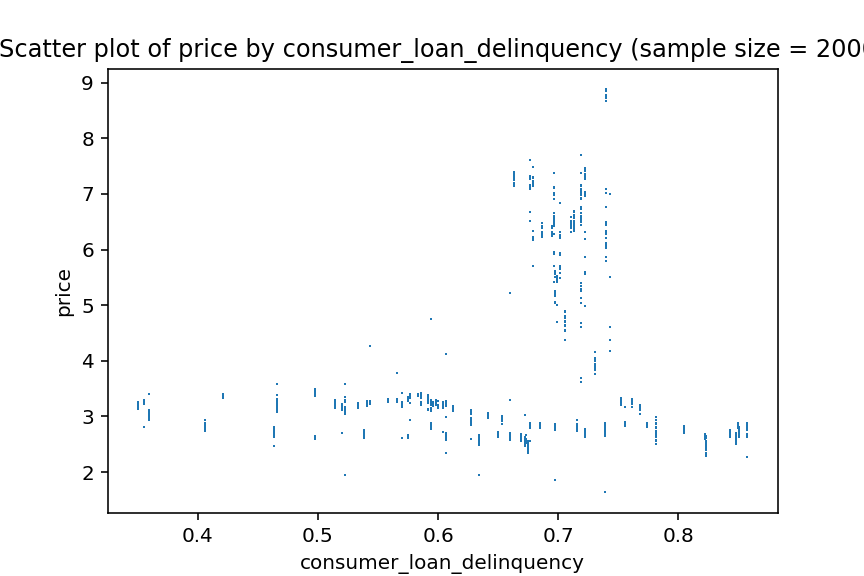 Scatter plot of price by consumer_loan_delinquency (sample size = 200
9
8
7
6
5
4
3
2
price
0.4 0.5 0.6 0.7 0.8
consumer_loan_delinquency